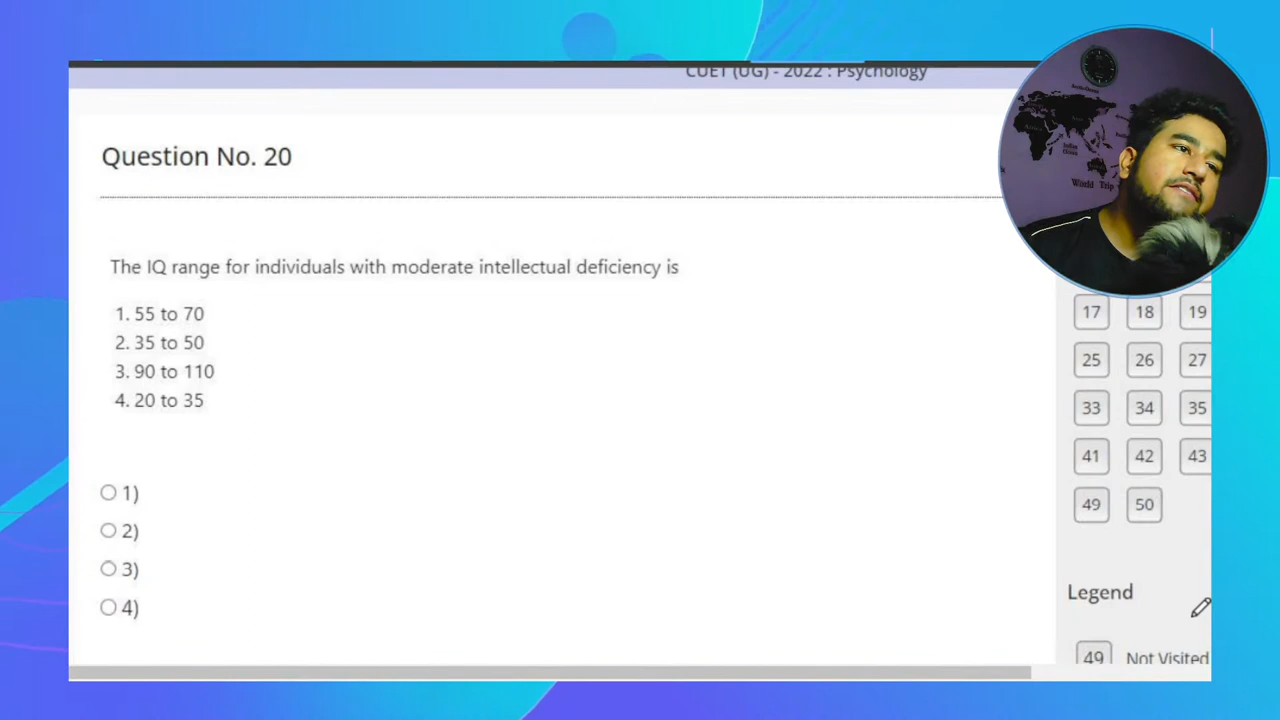 CUET (UG) - 2022 : Psychology
Question No. 20
The IQ range for individuals with moderate intellectual deficiency is
1. 55 to 70
2. 35 to 50
3. 90 to 110
4. 20 to 35
1)
2)
3)
4)
World Trip
17 18 19
25 26 27
33 34 35
41 42 43
49 50
Legend
49 Not Visited